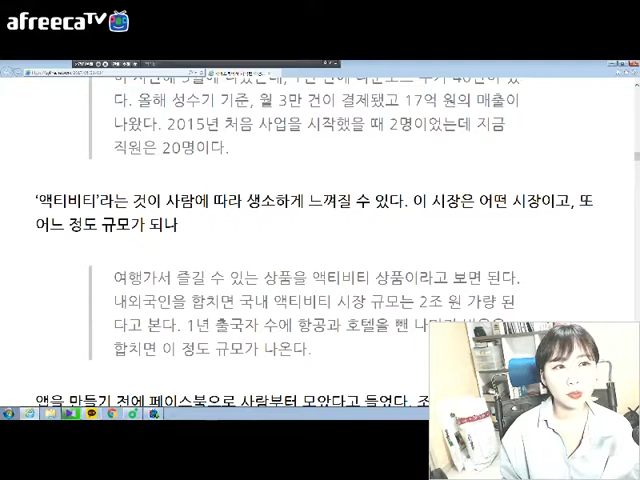 afreecaTV
다. 올해 성수기 기준, 월 3만 건이 결제됐고 17억 원의 매출이
나왔다. 2015년 처음 사업을 시작했을 때 2명이었는데 지금
직원은 20명이다.
‘액티비티’라는 것이 사람에 따라 생소하게 느껴질 수 있다. 이 시장은 어떤 시장이고, 또
어느 정도 규모가 되나
여행가서 즐길 수 있는 상품을 액티비티 상품이라고 보면 된다.
내외국인을 합치면 국내 액티비티 시장 규모는 2조 원 가량 된
다고 본다. 1년 출국자 수에 항공과 호텔을 뺀
합치면 이 정도 규모가 나온다.
앱을 만들기 전에 페이스북으로 사람부터 모았다고 들었다.